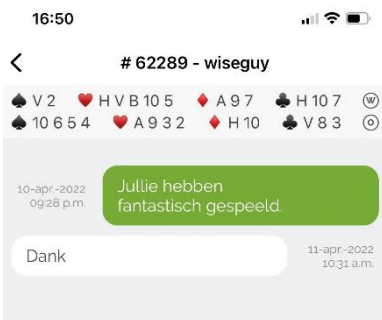 16:50
# 62289 - wiseguy
♠ V 2 ♥ H V B 10 5 ♦ A 9 7 ♣ H 10 7 W
♠ 10 6 5 4 ♥ A 9 3 2 ♦ H 10 ♣ V 8 3 O
10-apr.-2022
09:28 p.m.
Jullie hebben
fantastisch gespeeld.
Dank
11-apr.-2022
10:31 a.m.